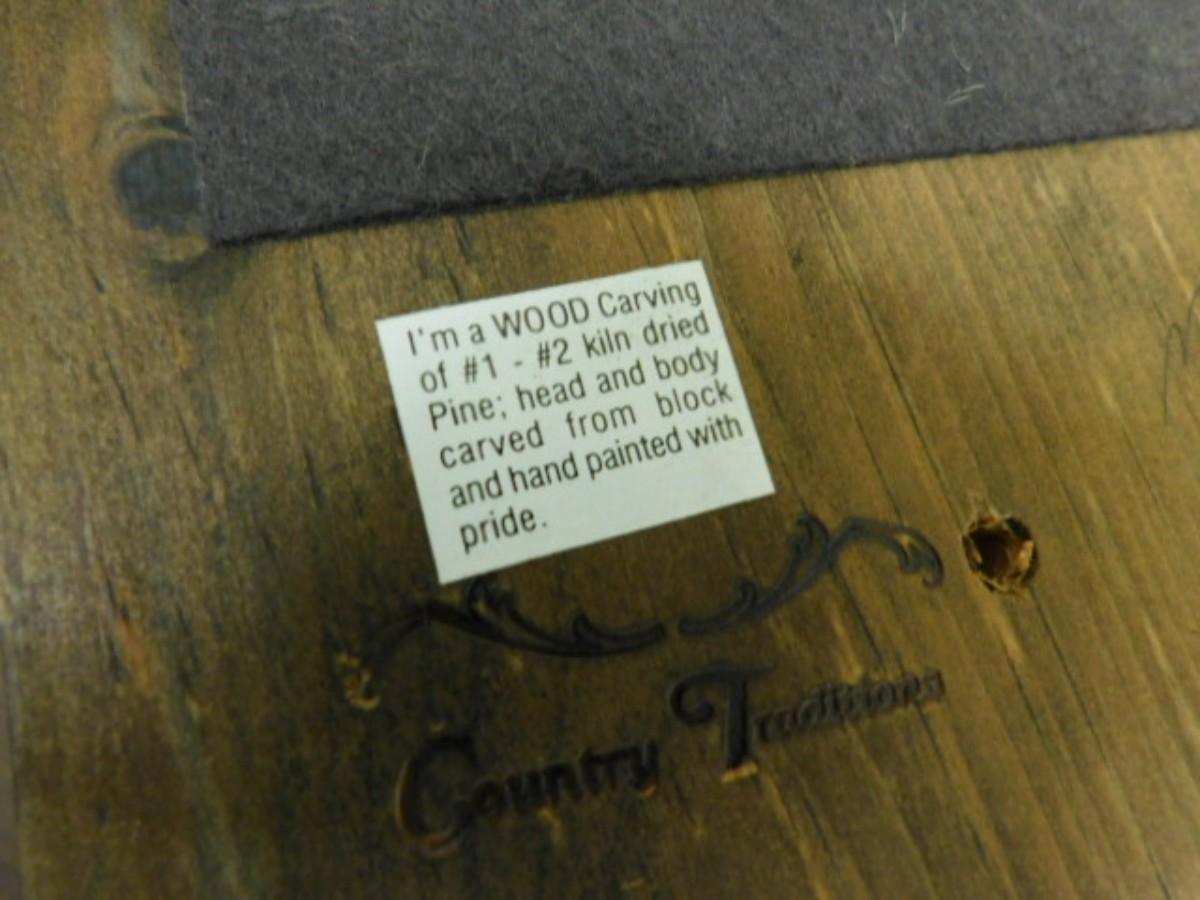 I'm a WOOD Carving
of #1 - #2 kiln dried
Pine; head and body
carved from block
and hand painted with
pride.
Country Traditions